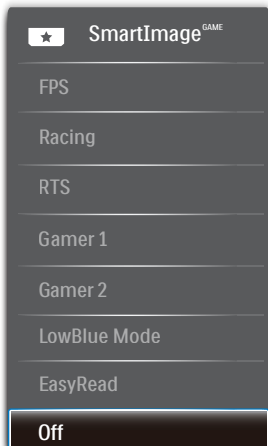 SmartImage GAME
FPS
Racing
RTS
Gamer 1
Gamer 2
LowBlue Mode
EasyRead
Off